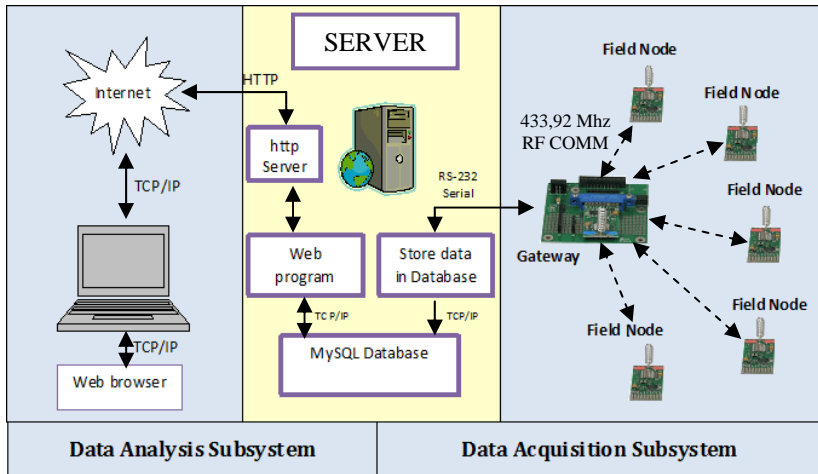 SERVER
Internet
HTTP
TCP/IP
TCP/IP
Web browser
http
Server
Web
program
Store data
in Database
TCP/IP
TCP/IP
MySQL Database
RS-232
Serial
433,92 Mhz
RF COMM
Gateway
Field Node
Field Node
Field Node
Field Node
Field Node
Data Analysis Subsystem
Data Acquisition Subsystem